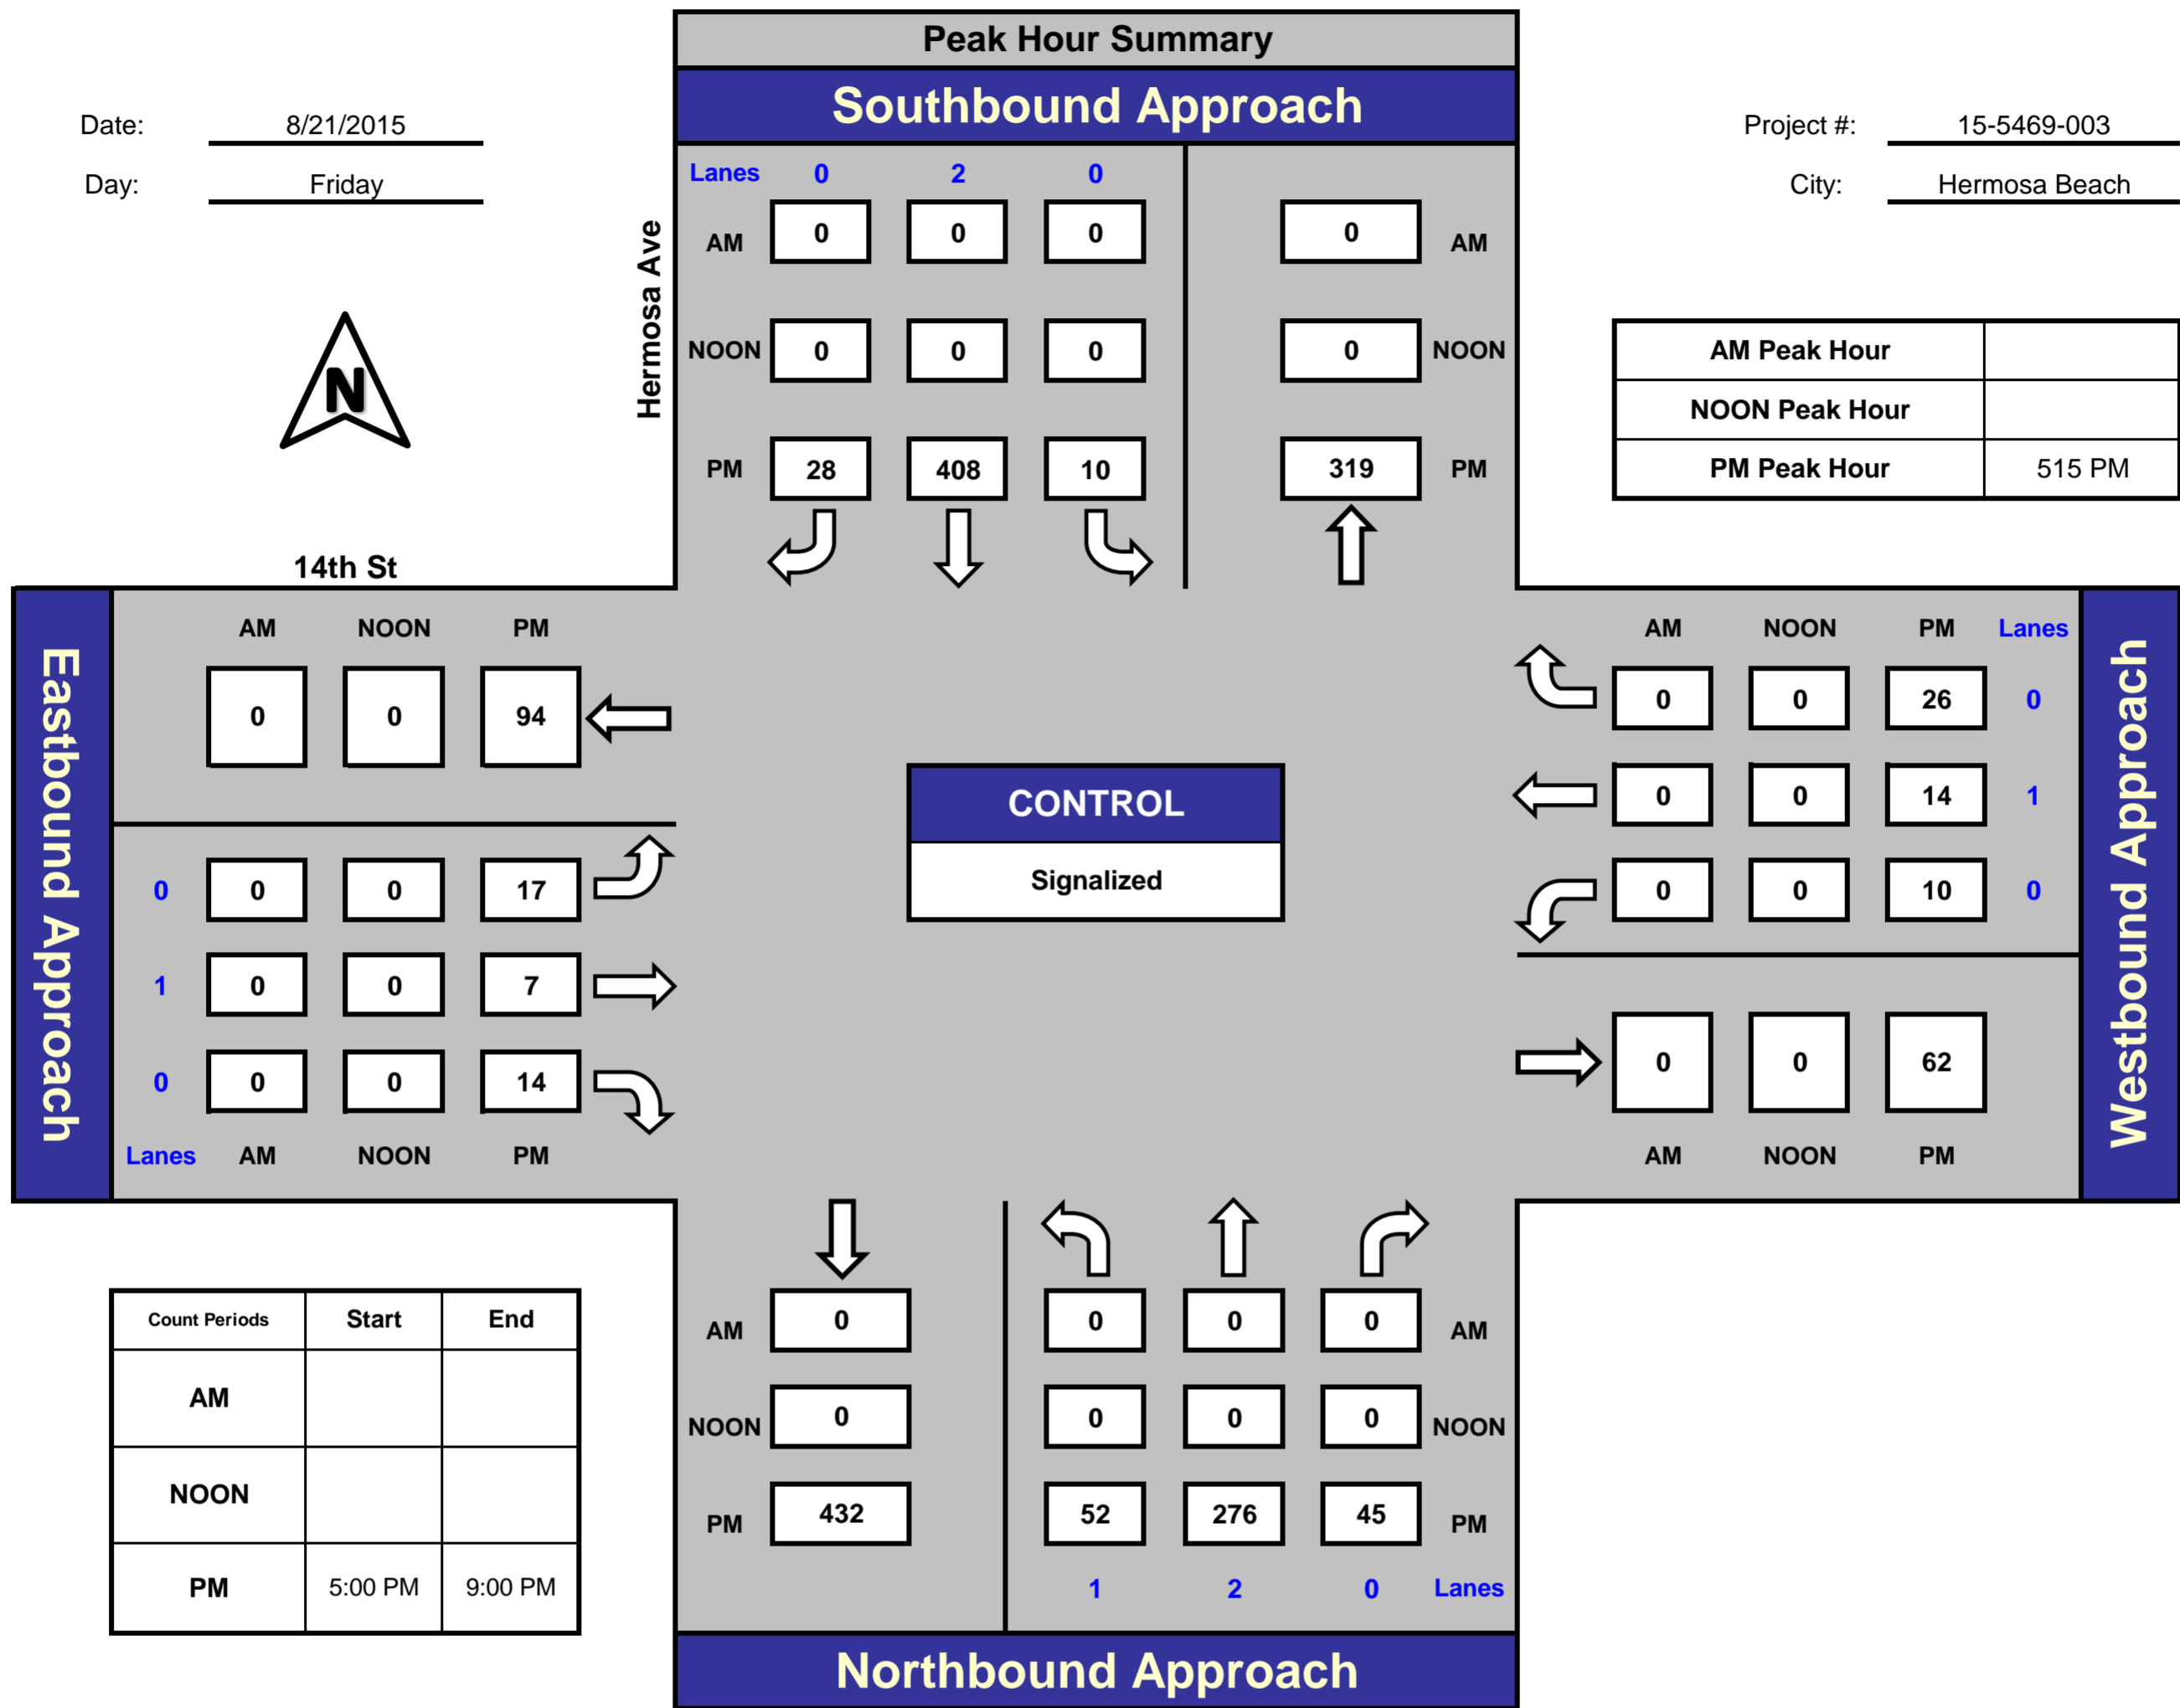 Peak Hour Summary
Southbound Approach
Date: 8/21/2015
Day: Friday
Project #: 15-5469-003
City: Hermosa Beach
N
Hermosa Ave
Lanes 0 2 0
AM 0 0 0 0 AM
NOON 0 0 0 0 NOON
PM 28 408 10 319 PM
AM Peak Hour
NOON Peak Hour
PM Peak Hour 515 PM
14th St
Eastbound Approach
AM NOON PM
0 0 94
0 0 0 17
1 0 0 7
0 0 0 14
Lanes AM NOON PM
CONTROL
Signalized
AM NOON PM Lanes
0 0 26 0
0 0 14 1
0 0 10 0
0 0 62
AM NOON PM
Westbound Approach
Count Periods Start End
AM
NOON
PM 5:00 PM 9:00 PM
AM 0 0 0 0 AM
NOON 0 0 0 0 NOON
PM 432 52 276 45 PM
1 2 0 Lanes
Northbound Approach